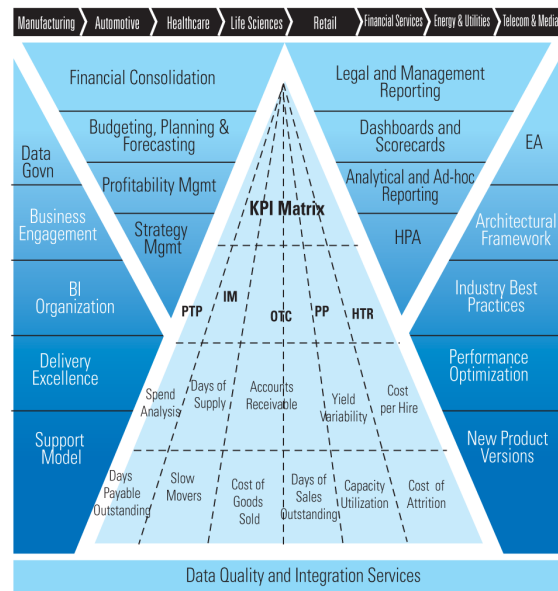 Manufacturing
Automotive
Healthcare
Life Sciences
Retail
Financial Services
Energy & Utilities
Telecom & Media
Financial Consolidation
Legal and Management
Reporting
Budgeting, Planning &
Forecasting
Dashboards and
Scorecards
Data
Govn
EA
Profitability Mgmt
Analytical and Ad-hoc
Reporting
KPI Matrix
Business
Engagement
Strategy
Mgmt
HPA
Architectural
Framework
BI
Organization
PTP
IM
OTC
PP
HTR
Industry Best
Practices
Delivery
Excellence
Performance
Optimization
Spend
Analysis
Days of
Supply
Accounts
Receivable
Yield
Variability
Cost
per Hire
Support
Model
New Product
Versions
Days
Payable
Outstanding
Slow
Movers
Cost of
Goods
Sold
Days of
Sales
Outstanding
Capacity
Utilization
Cost of
Attrition
Data Quality and Integration Services